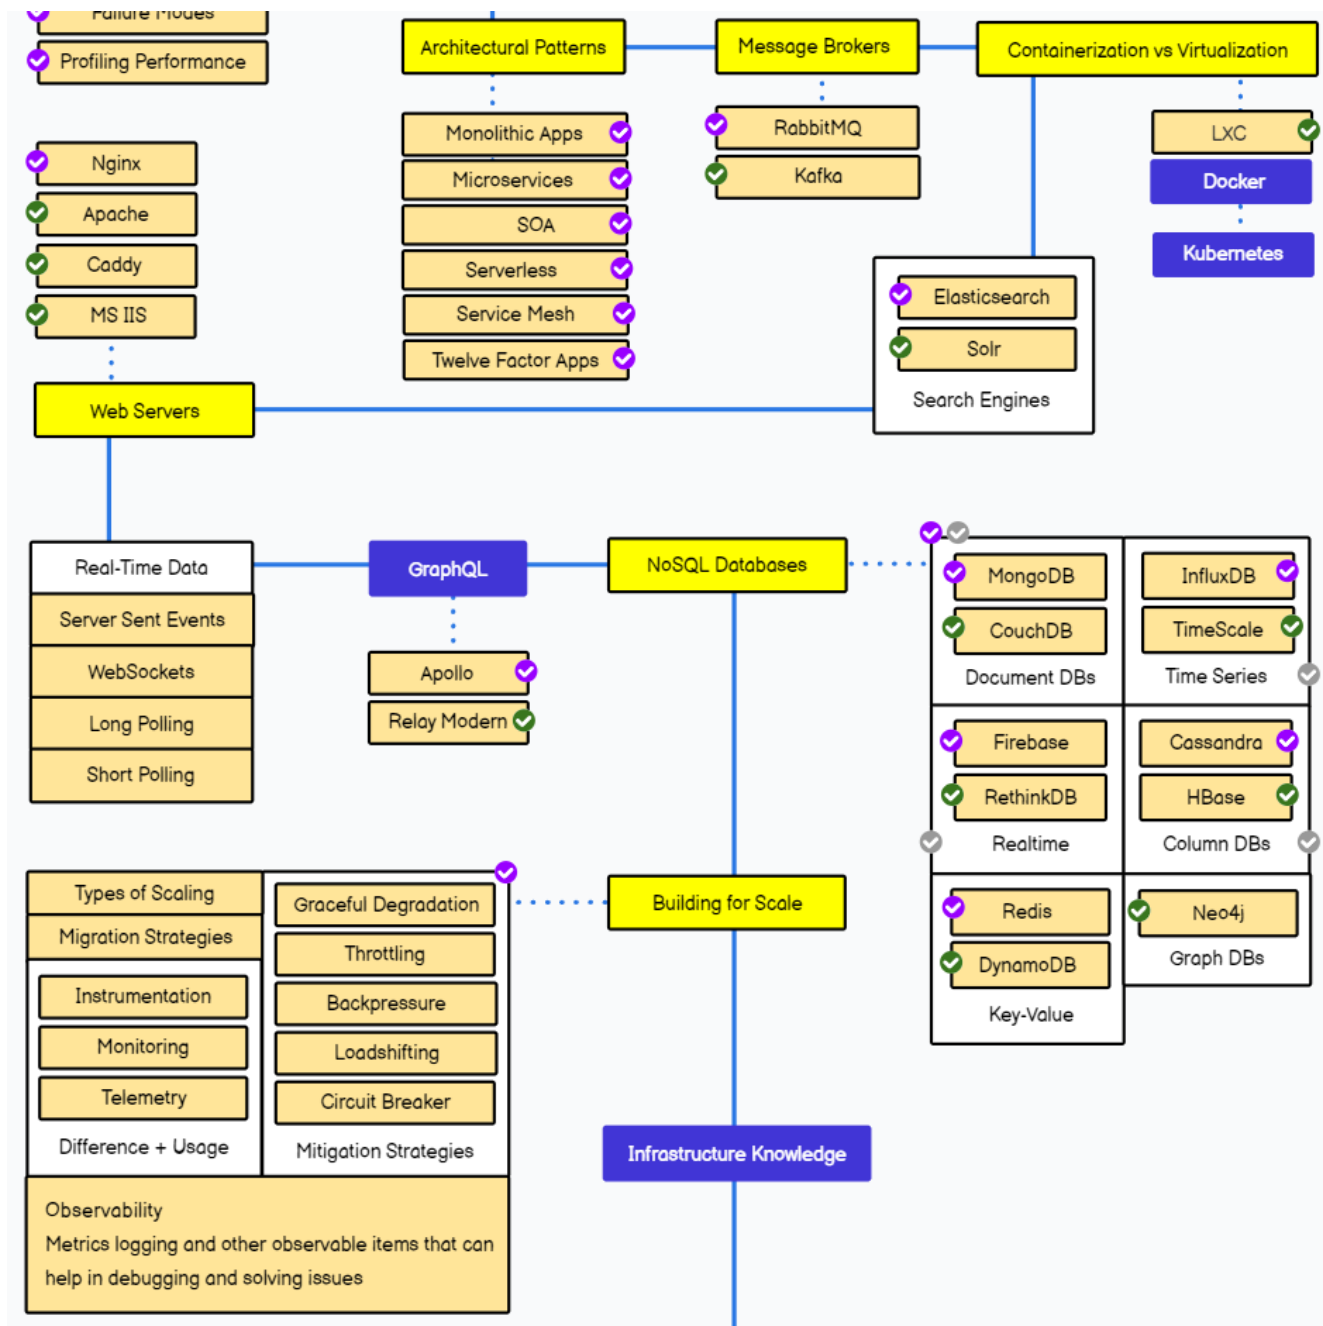 Failure Modes
Profiling Performance
Architectural Patterns
Message Brokers
Containerization vs Virtualization
Monolithic Apps
Microservices
SOA
Serverless
Service Mesh
Twelve Factor Apps
RabbitMQ
Kafka
LXC
Docker
Kubernetes
Nginx
Apache
Caddy
MS IIS
Web Servers
Elasticsearch
Solr
Search Engines
Real-Time Data
Server Sent Events
WebSockets
Long Polling
Short Polling
GraphQL
Apollo
Relay Modern
NoSQL Databases
MongoDB
CouchDB
Document DBs
InfluxDB
TimeScale
Time Series
Firebase
RethinkDB
Realtime
Cassandra
HBase
Column DBs
Redis
DynamoDB
Key-Value
Neo4j
Graph DBs
Building for Scale
Types of Scaling
Migration Strategies
Instrumentation
Monitoring
Telemetry
Difference + Usage
Graceful Degradation
Throttling
Backpressure
Loadshifting
Circuit Breaker
Mitigation Strategies
Observability
Metrics logging and other observable items that can
help in debugging and solving issues
Infrastructure Knowledge